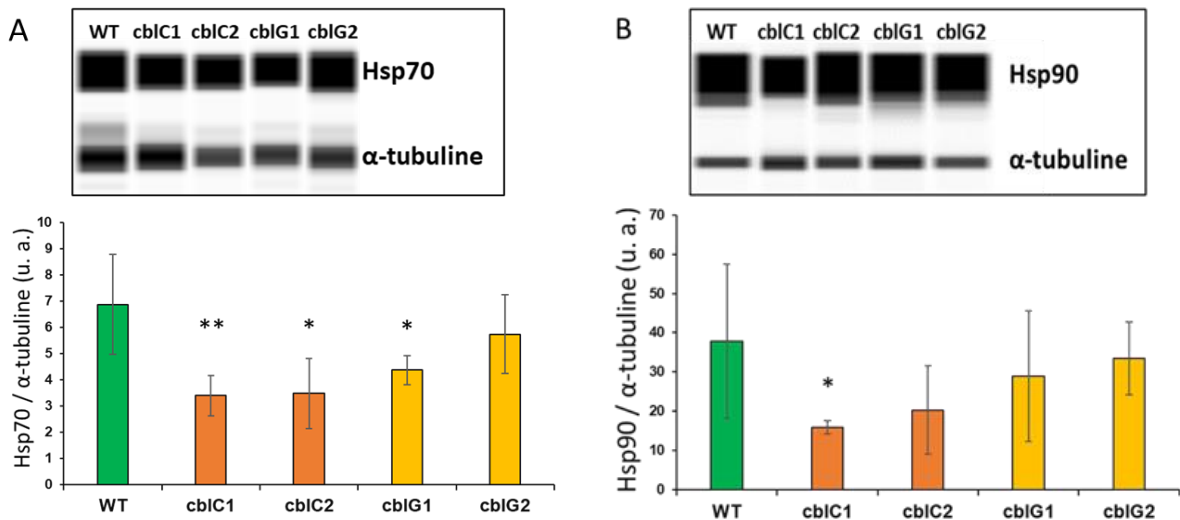 A
WT cblC1 cblC2 cblG1 cblG2
Hsp70
α-tubuline
Hsp70 / α-tubuline (u. a.)
10
9
8
7
6
5
4
3
2
1
0
**
*
*
WT cblC1 cblC2 cblG1 cblG2
B
WT cblC1 cblC2 cblG1 cblG2
Hsp90
α-tubuline
Hsp90 / α-tubuline (u. a.)
70
60
50
40
30
20
10
0
*
WT cblC1 cblC2 cblG1 cblG2